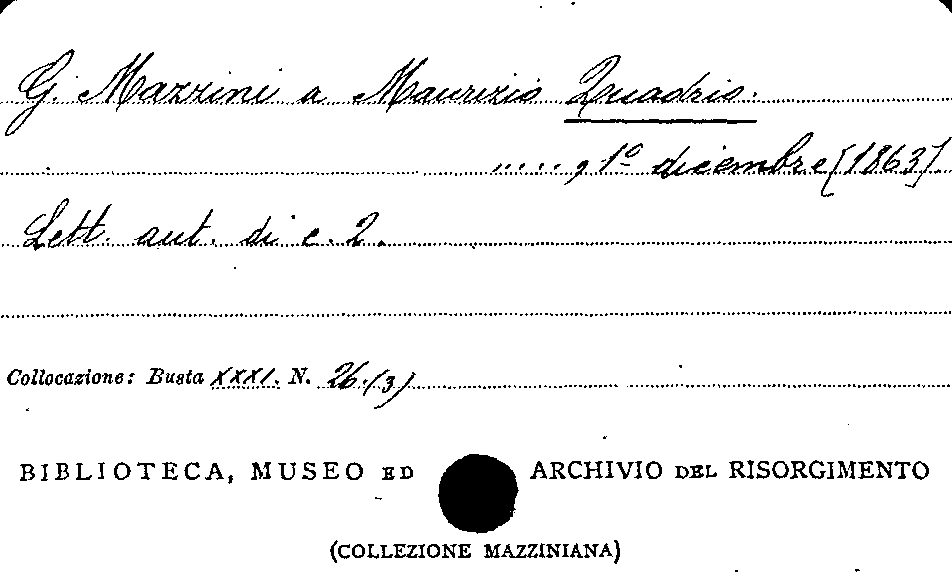 G. Mazzini a Maurizio Quadrio.
....., 1º dicembre [1863].
Lett. aut. di c. 2.
Collocazione: Busta XXXI. N. 26.(3)
BIBLIOTECA, MUSEO ED ARCHIVIO DEL RISORGIMENTO
(COLLEZIONE MAZZINIANA)